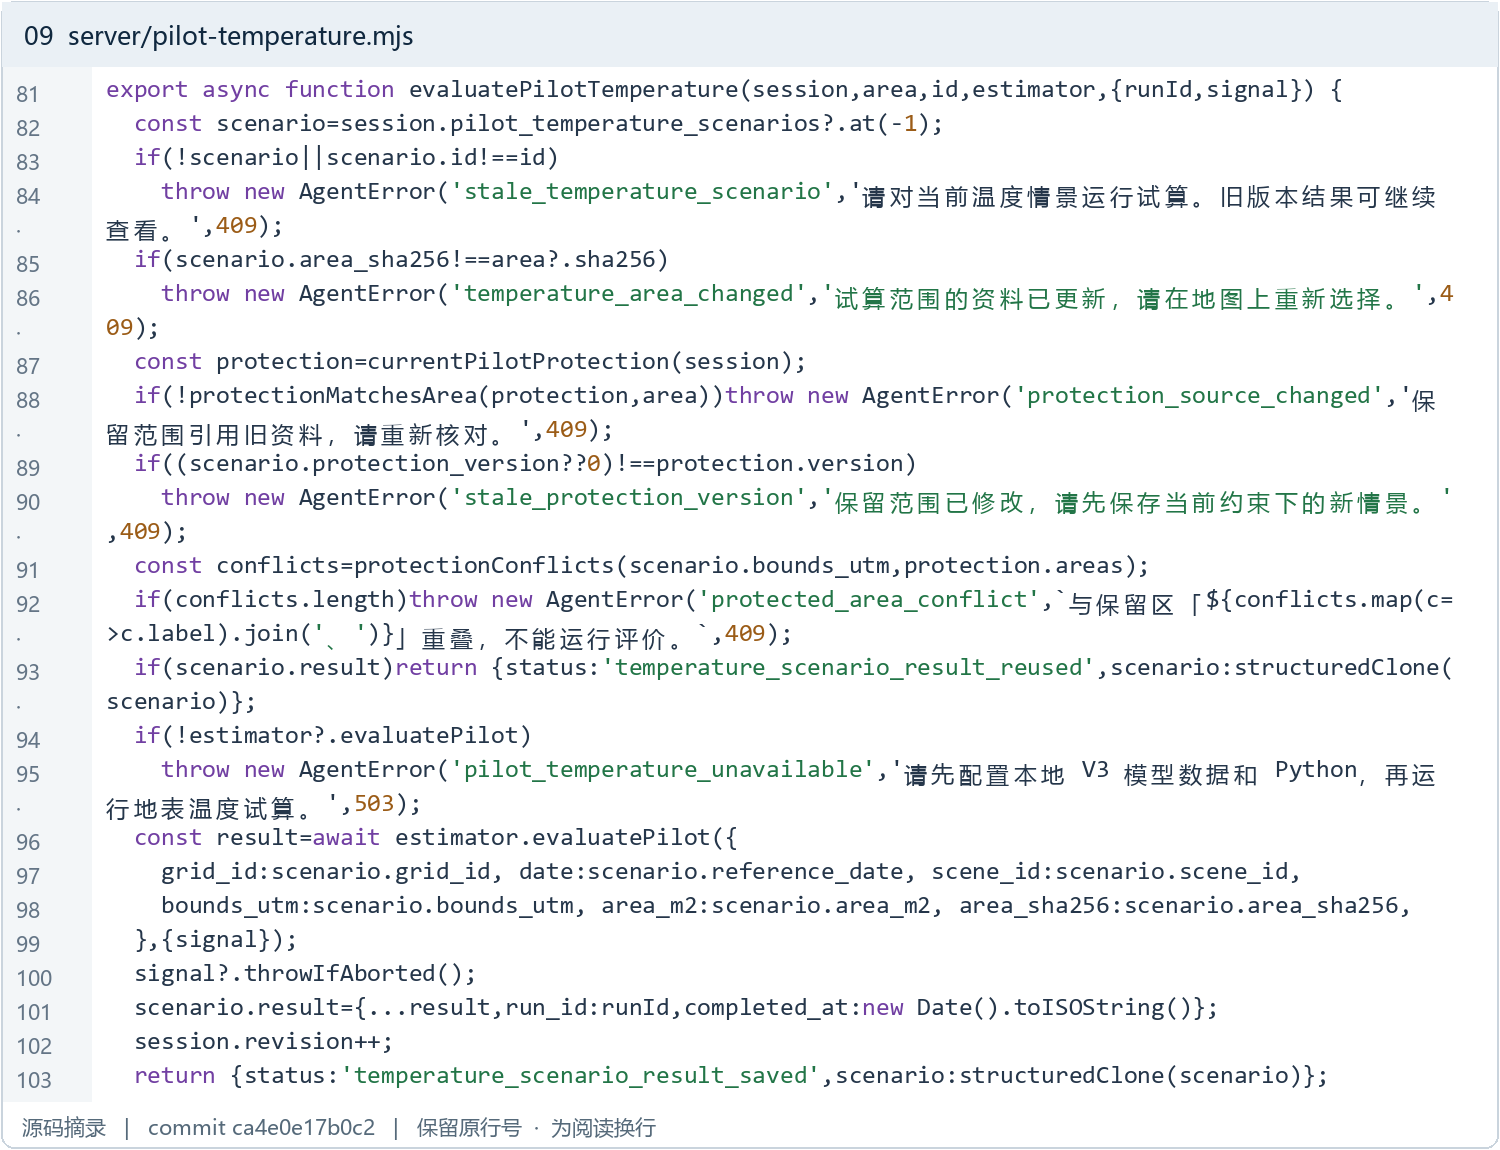 09 server/pilot-temperature.mjs
81 export async function evaluatePilotTemperature(session,area,id,estimator,{runId,signal}) {
82   const scenario=session.pilot_temperature_scenarios?.at(-1);
83   if(!scenario||scenario.id!==id)
84     throw new AgentError('stale_temperature_scenario','请对当前温度情景运行试算。旧版本结果可继续
· 查看。',409);
85   if(scenario.area_sha256!==area?.sha256)
86     throw new AgentError('temperature_area_changed','试算范围的资料已更新，请在地图上重新选择。',4
· 09);
87   const protection=currentPilotProtection(session);
88   if(!protectionMatchesArea(protection,area))throw new AgentError('protection_source_changed','保
· 留范围引用旧资料，请重新核对。',409);
89   if((scenario.protection_version??0)!==protection.version)
90     throw new AgentError('stale_protection_version','保留范围已修改，请先保存当前约束下的新情景。'
· ,409);
91   const conflicts=protectionConflicts(scenario.bounds_utm,protection.areas);
92   if(conflicts.length)throw new AgentError('protected_area_conflict',`与保留区「${conflicts.map(c=
· >c.label).join('、')}」重叠，不能运行评价。`,409);
93   if(scenario.result)return {status:'temperature_scenario_result_reused',scenario:structuredClone(
· scenario)};
94   if(!estimator?.evaluatePilot)
95     throw new AgentError('pilot_temperature_unavailable','请先配置本地 V3 模型数据和 Python，再运
· 行地表温度试算。',503);
96   const result=await estimator.evaluatePilot({
97     grid_id:scenario.grid_id, date:scenario.reference_date, scene_id:scenario.scene_id,
98     bounds_utm:scenario.bounds_utm, area_m2:scenario.area_m2, area_sha256:scenario.area_sha256,
99   },{signal});
100   signal?.throwIfAborted();
101   scenario.result={...result,run_id:runId,completed_at:new Date().toISOString()};
102   session.revision++;
103   return {status:'temperature_scenario_result_saved',scenario:structuredClone(scenario)};
源码摘录 | commit ca4e0e17b0c2 | 保留原行号 · 为阅读换行